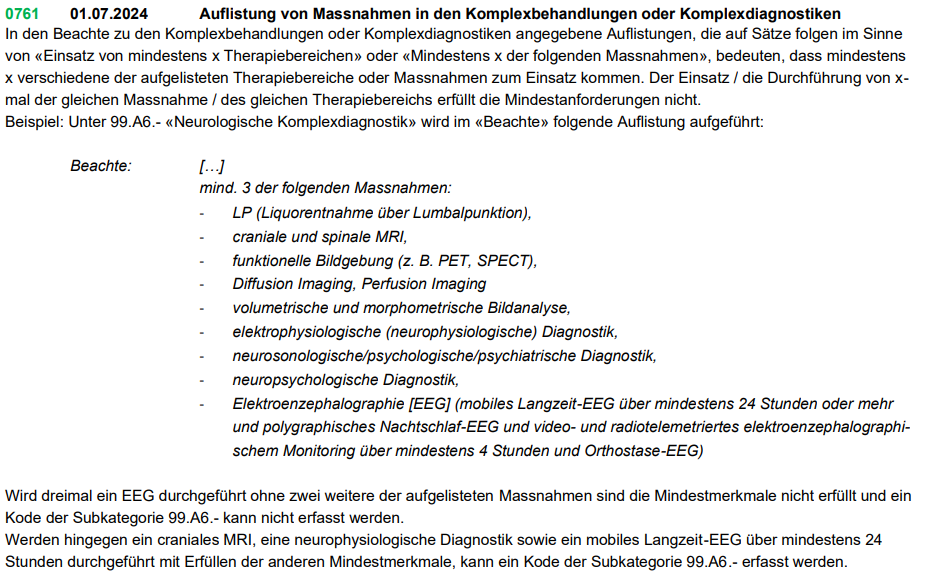 0761 01.07.2024 Auflistung von Massnahmen in den Komplexbehandlungen oder Komplexdiagnostiken
In den Beachte zu den Komplexbehandlungen oder Komplexdiagnostiken angegebene Auflistungen, die auf Sätze folgen im Sinne
von «Einsatz von mindestens x Therapiebereichen» oder «Mindestens x der folgenden Massnahmen», bedeuten, dass mindestens
x verschiedene der aufgelisteten Therapiebereiche oder Massnahmen zum Einsatz kommen. Der Einsatz / die Durchführung von x-
mal der gleichen Massnahme / des gleichen Therapiebereichs erfüllt die Mindestanforderungen nicht.
Beispiel: Unter 99.A6.- «Neurologische Komplexdiagnostik» wird im «Beachte» folgende Auflistung aufgeführt:
Beachte: […]
mind. 3 der folgenden Massnahmen:
- LP (Liquorentnahme über Lumbalpunktion),
- craniale und spinale MRI,
- funktionelle Bildgebung (z. B. PET, SPECT),
- Diffusion Imaging, Perfusion Imaging
- volumetrische und morphometrische Bildanalyse,
- elektrophysiologische (neurophysiologische) Diagnostik,
- neurosonologische/psychologische/psychiatrische Diagnostik,
- neuropsychologische Diagnostik,
- Elektroenzephalographie [EEG] (mobiles Langzeit-EEG über mindestens 24 Stunden oder mehr
und polygraphisches Nachtschlaf-EEG und video- und radiotelemetriertes elektroenzephalographi-
schem Monitoring über mindestens 4 Stunden und Orthostase-EEG)
Wird dreimal ein EEG durchgeführt ohne zwei weitere der aufgelisteten Massnahmen sind die Mindestmerkmale nicht erfüllt und ein
Kode der Subkategorie 99.A6.- kann nicht erfasst werden.
Werden hingegen ein craniales MRI, eine neurophysiologische Diagnostik sowie ein mobiles Langzeit-EEG über mindestens 24
Stunden durchgeführt mit Erfüllen der anderen Mindestmerkmale, kann ein Kode der Subkategorie 99.A6.- erfasst werden.